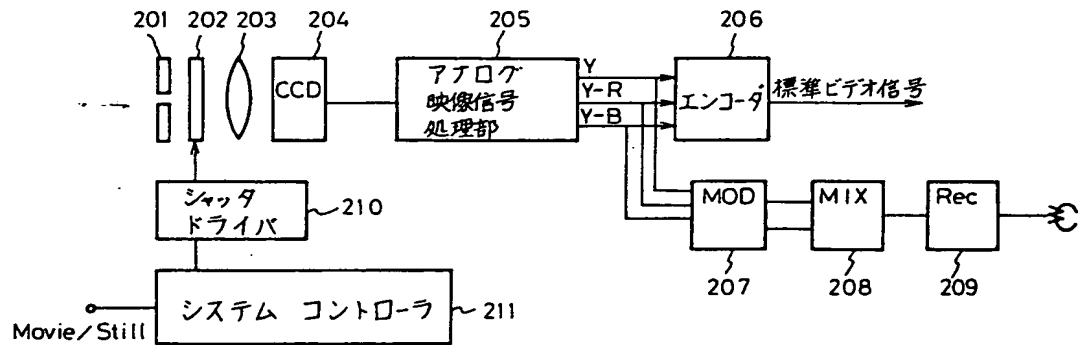 201 202 203 204 205 206
CCD
アナログ
映像信号
処理部
Y
Y-R
Y-B
エンコーダ
標準ビデオ信号
シャッタ
ドライバ
210
MOD
MIX
Rec
207 208 209
システム コントローラ
211
Movie/Still